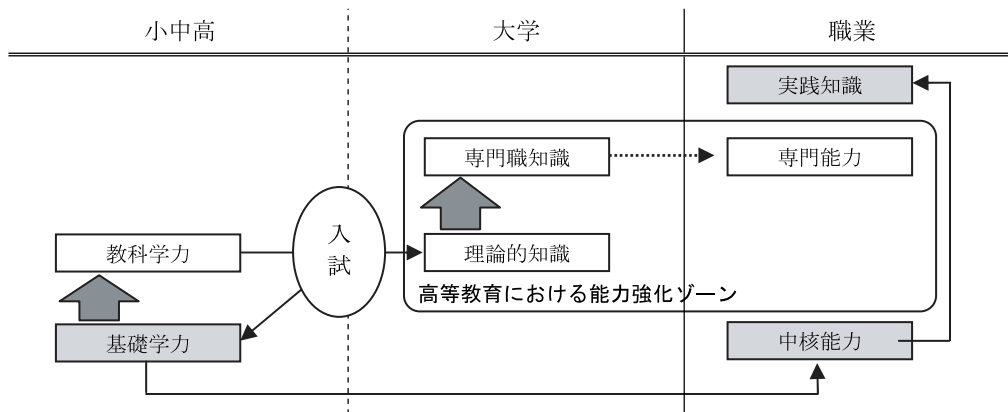 小中高
大学
職業
実践知識
専門職知識
専門能力
入
試
教科学力
理論的知識
高等教育における能力強化ゾーン
基礎学力
中核能力